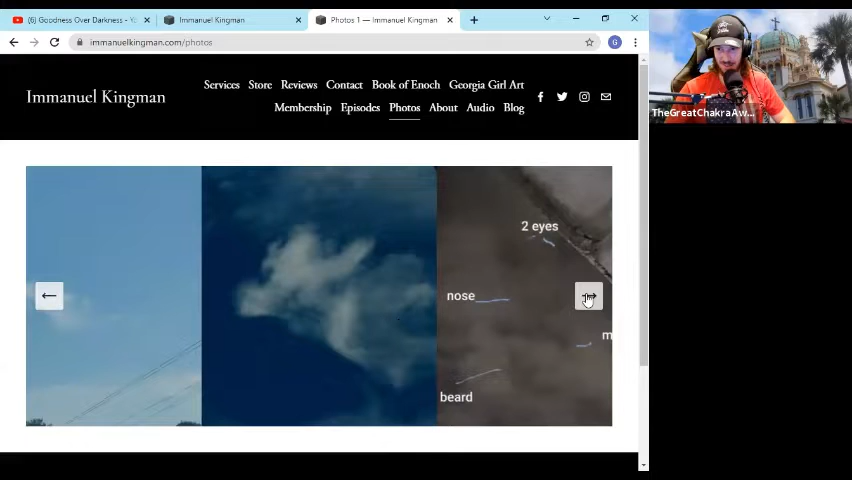 (6) Goodness Over Darkness - Yo
Immanuel Kingman
Photos 1 — Immanuel Kingman
immanuelkingman.com/photos
G
Immanuel Kingman
Services Store Reviews Contact Book of Enoch Georgia Girl Art
Membership Episodes Photos About Audio Blog
TheGreatChakraAw...
2 eyes
nose
m
beard